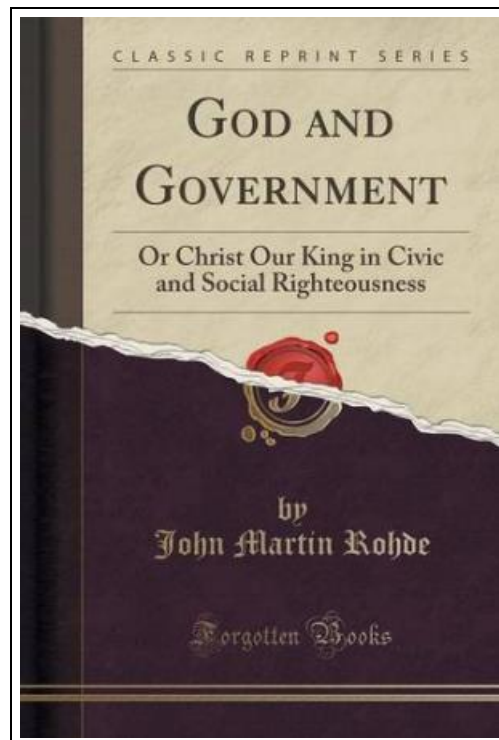 CLASSIC REPRINT SERIES
GOD AND
GOVERNMENT
Or Christ Our King in Civic
and Social Righteousness
by
John Martin Rohde
Forgotten Books